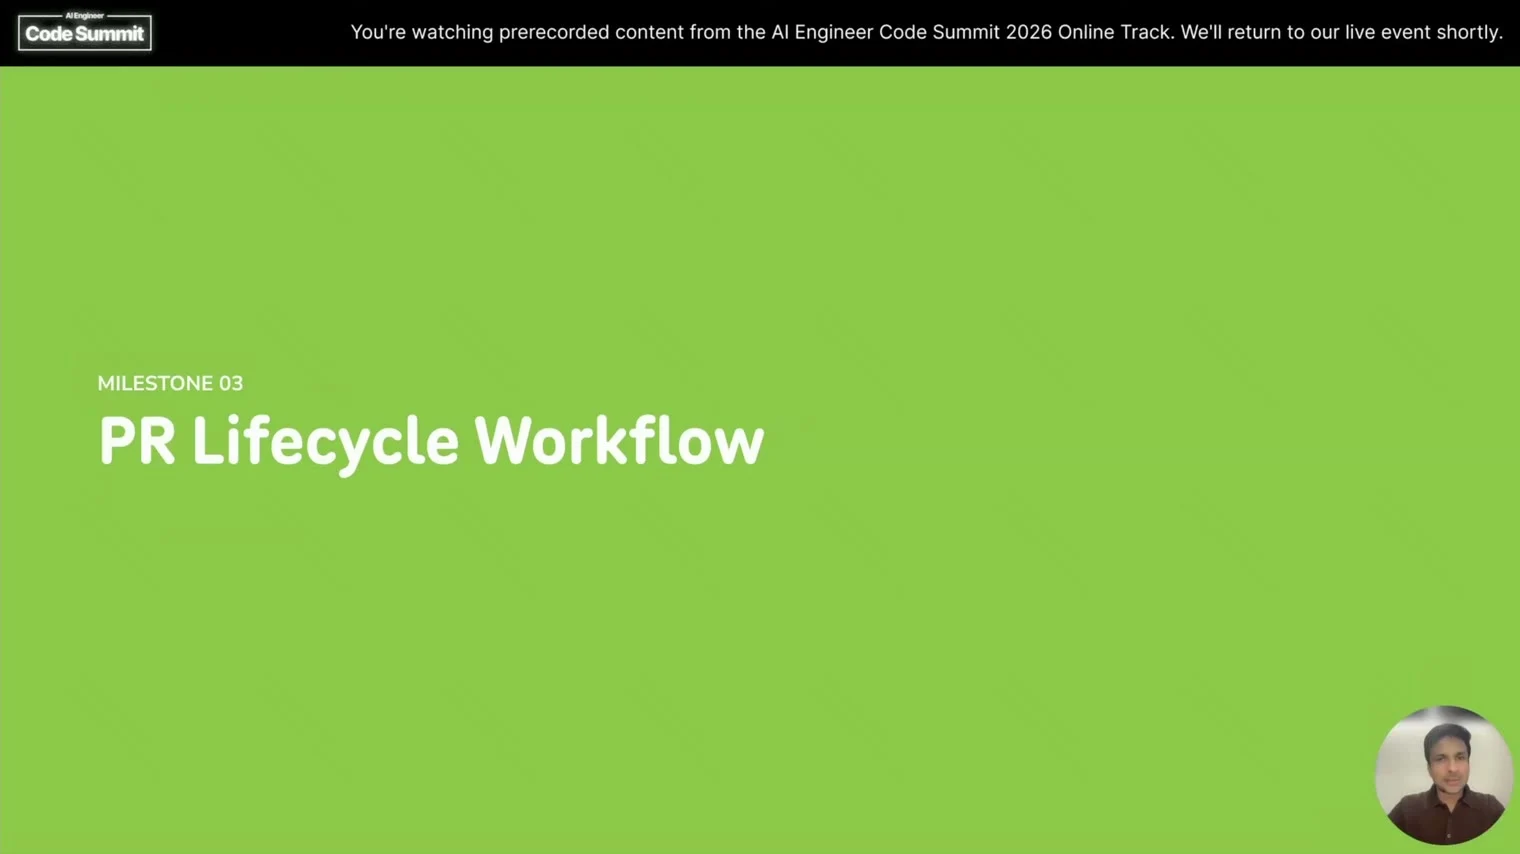 AI Engineer
Code Summit
You're watching prerecorded content from the AI Engineer Code Summit 2026 Online Track. We'll return to our live event shortly.
MILESTONE 03
PR Lifecycle Workflow